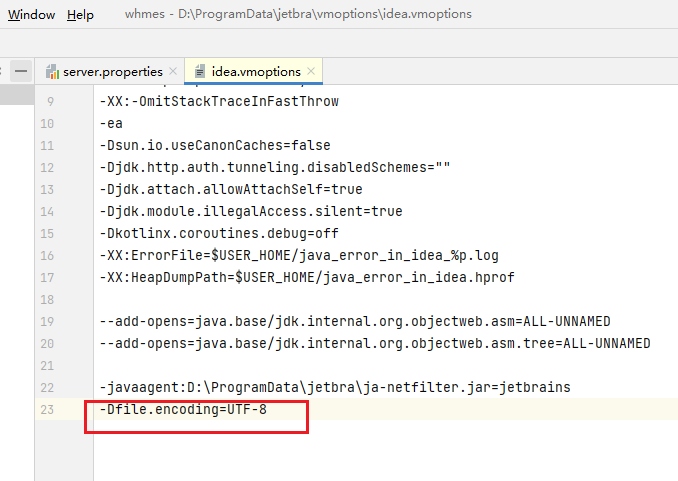 Window Help whmes - D:\ProgramData\jetbra\vmoptions\idea.vmoptions
server.properties idea.vmoptions
9 -XX:-OmitStackTraceInFastThrow
10 -ea
11 -Dsun.io.useCanonCaches=false
12 -Djdk.http.auth.tunneling.disabledSchemes=""
13 -Djdk.attach.allowAttachSelf=true
14 -Djdk.module.illegalAccess.silent=true
15 -Dkotlinx.coroutines.debug=off
16 -XX:ErrorFile=$USER_HOME/java_error_in_idea_%p.log
17 -XX:HeapDumpPath=$USER_HOME/java_error_in_idea.hprof
18
19 --add-opens=java.base/jdk.internal.org.objectweb.asm=ALL-UNNAMED
20 --add-opens=java.base/jdk.internal.org.objectweb.asm.tree=ALL-UNNAMED
21
22 -javaagent:D:\ProgramData\jetbra\ja-netfilter.jar=jetbrains
23 -Dfile.encoding=UTF-8